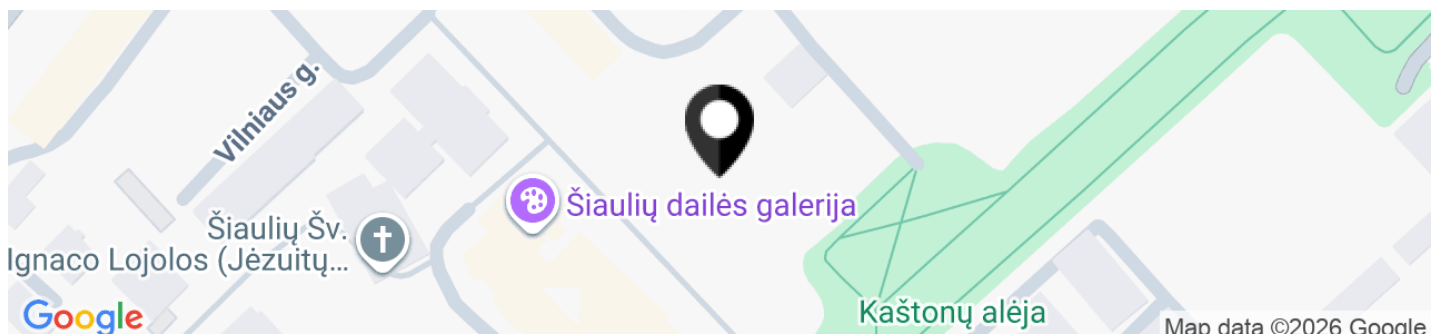 Vilniaus g.
Šiaulių dailės galerija
Šiaulių Šv.
Ignaco Lojolos (Jėzuitų...
Kaštonų alėja
Google
Map data ©2026 Google